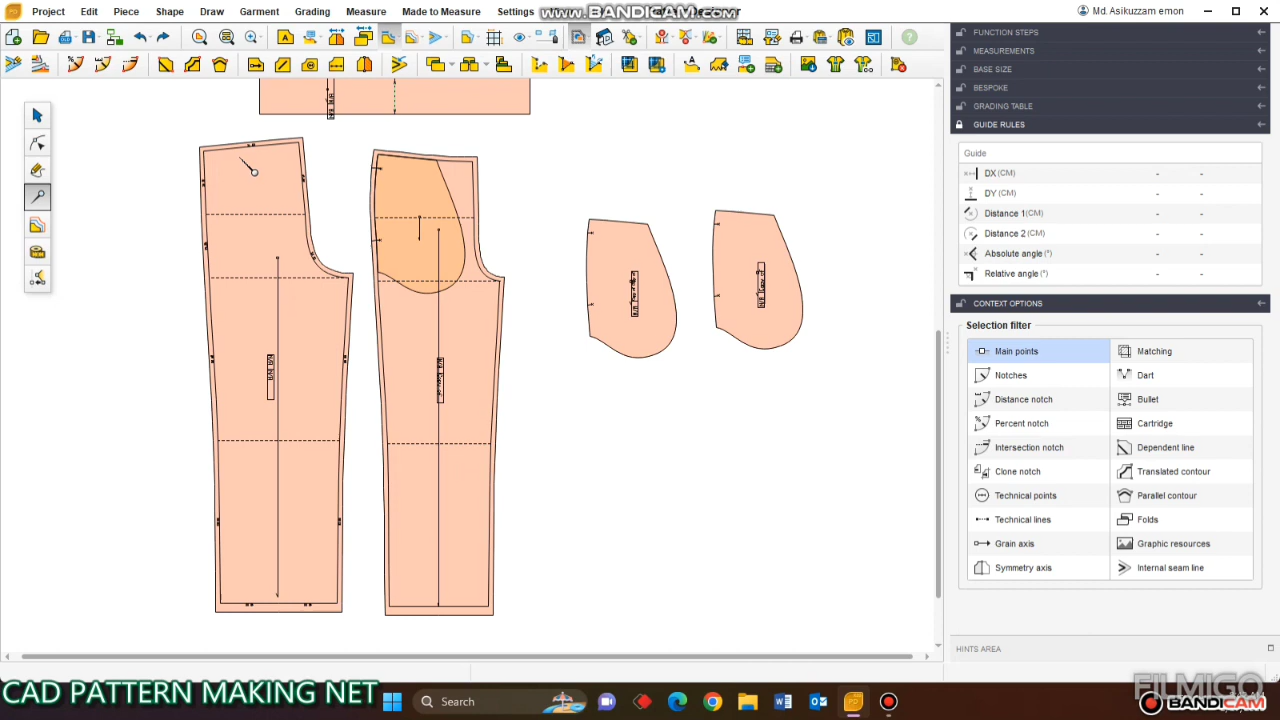 Project Edit Piece Shape Draw Garment Grading Measure Made to Measure Settings
www.BANDICAM.com
Md. Asikuzzam emon
FUNCTION STEPS
MEASUREMENTS
BASE SIZE
BESPOKE
GRADING TABLE
GUIDE RULES
Guide
DX (CM) - -
DY (CM) - -
Distance 1(CM) - -
Distance 2 (CM) - -
Absolute angle (°) - -
Relative angle (°) - -
CONTEXT OPTIONS
Selection filter
Main points Matching
Notches Dart
Distance notch Bullet
Percent notch Cartridge
Intersection notch Dependent line
Clone notch Translated contour
Technical points Parallel contour
Technical lines Folds
Grain axis Graphic resources
Symmetry axis Internal seam line
HINTS AREA
CAD PATTERN MAKING NET
Search
FILMIGO
BANDICAM